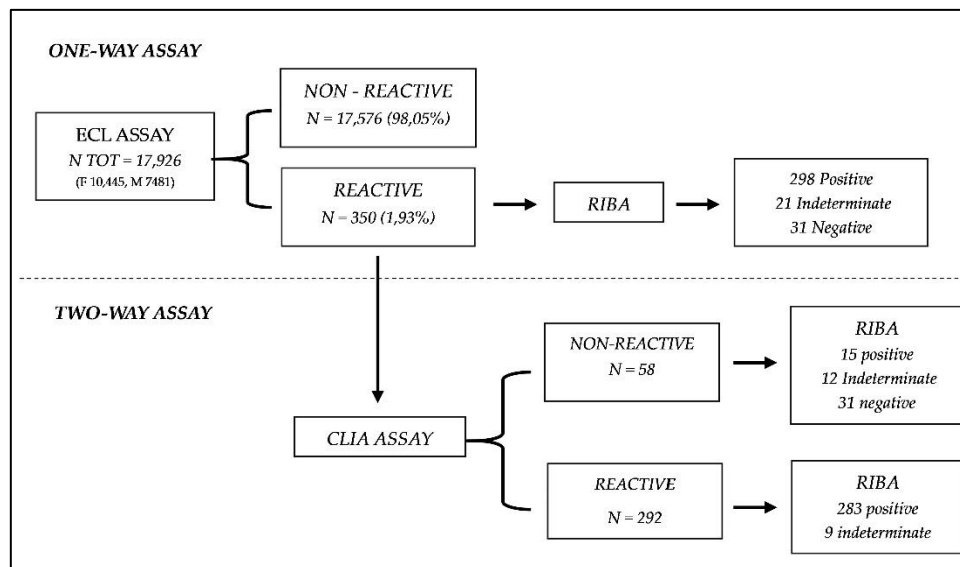 ONE-WAY ASSAY
ECL ASSAY
N TOT = 17,926
(F 10,445, M 7481)
NON - REACTIVE
N = 17,576 (98,05%)
REACTIVE
N = 350 (1,93%)
RIBA
298 Positive
21 Indeterminate
31 Negative
TWO-WAY ASSAY
CLIA ASSAY
NON-REACTIVE
N = 58
RIBA
15 positive
12 Indeterminate
31 negative
REACTIVE
N = 292
RIBA
283 positive
9 indeterminate